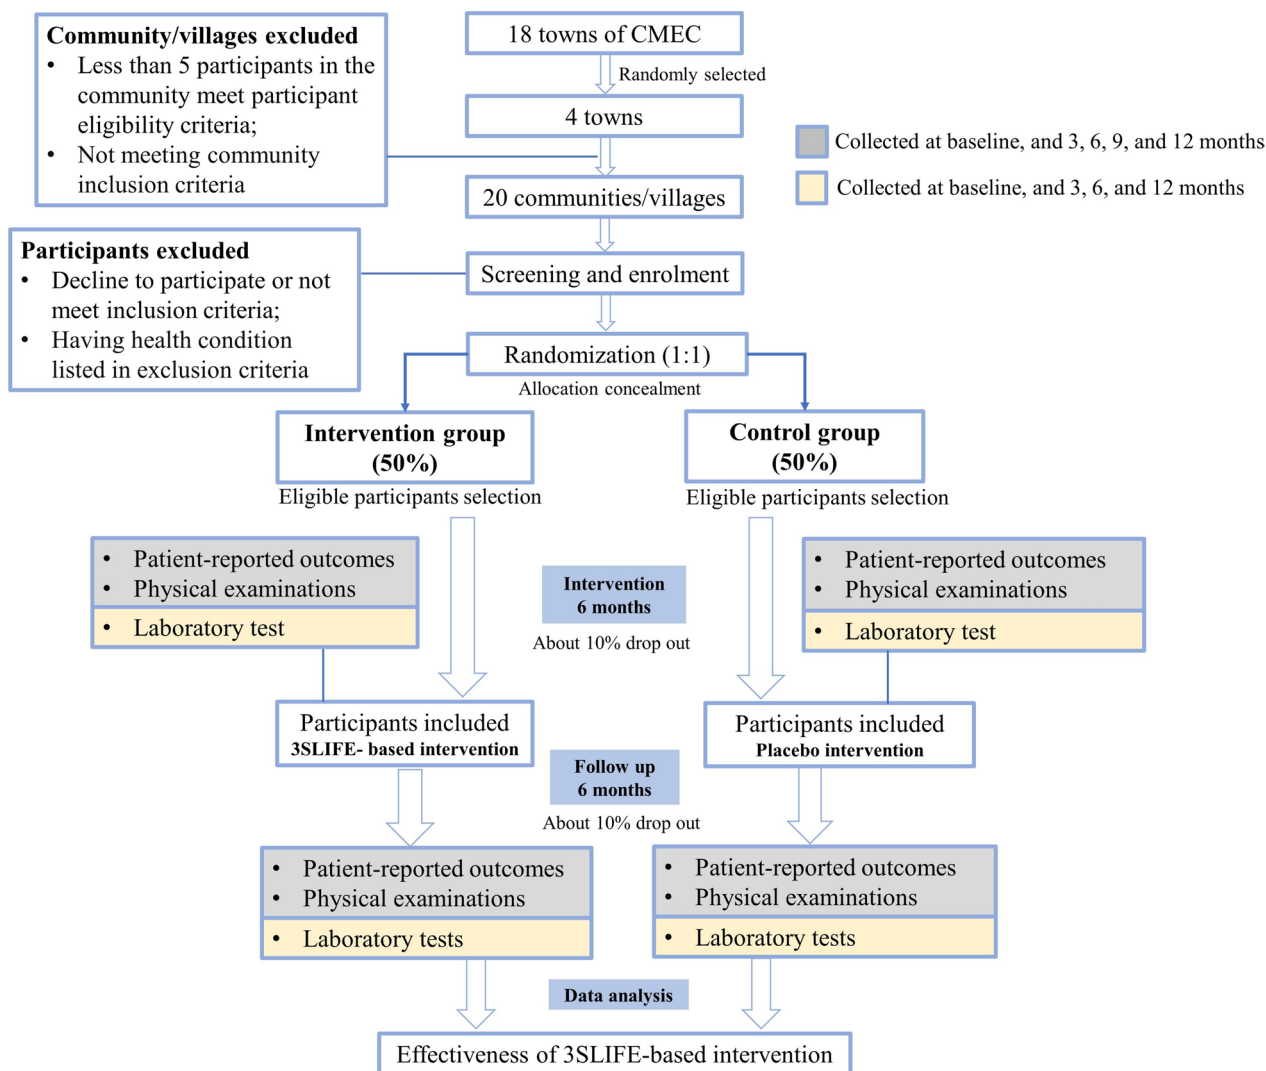 Community/villages excluded
• Less than 5 participants in the
community meet participant
eligibility criteria;
• Not meeting community
inclusion criteria
18 towns of CMEC
Randomly selected
4 towns
20 communities/villages
Collected at baseline, and 3, 6, 9, and 12 months
Collected at baseline, and 3, 6, and 12 months
Participants excluded
• Decline to participate or not
meet inclusion criteria;
• Having health condition
listed in exclusion criteria
Screening and enrolment
Randomization (1:1)
Allocation concealment
Intervention group
(50%)
Eligible participants selection
Control group
(50%)
Eligible participants selection
• Patient-reported outcomes
• Physical examinations
• Laboratory test
Intervention
6 months
About 10% drop out
• Patient-reported outcomes
• Physical examinations
• Laboratory test
Participants included
3SLIFE- based intervention
Participants included
Placebo intervention
Follow up
6 months
About 10% drop out
• Patient-reported outcomes
• Physical examinations
• Laboratory tests
• Patient-reported outcomes
• Physical examinations
• Laboratory tests
Data analysis
Effectiveness of 3SLIFE-based intervention